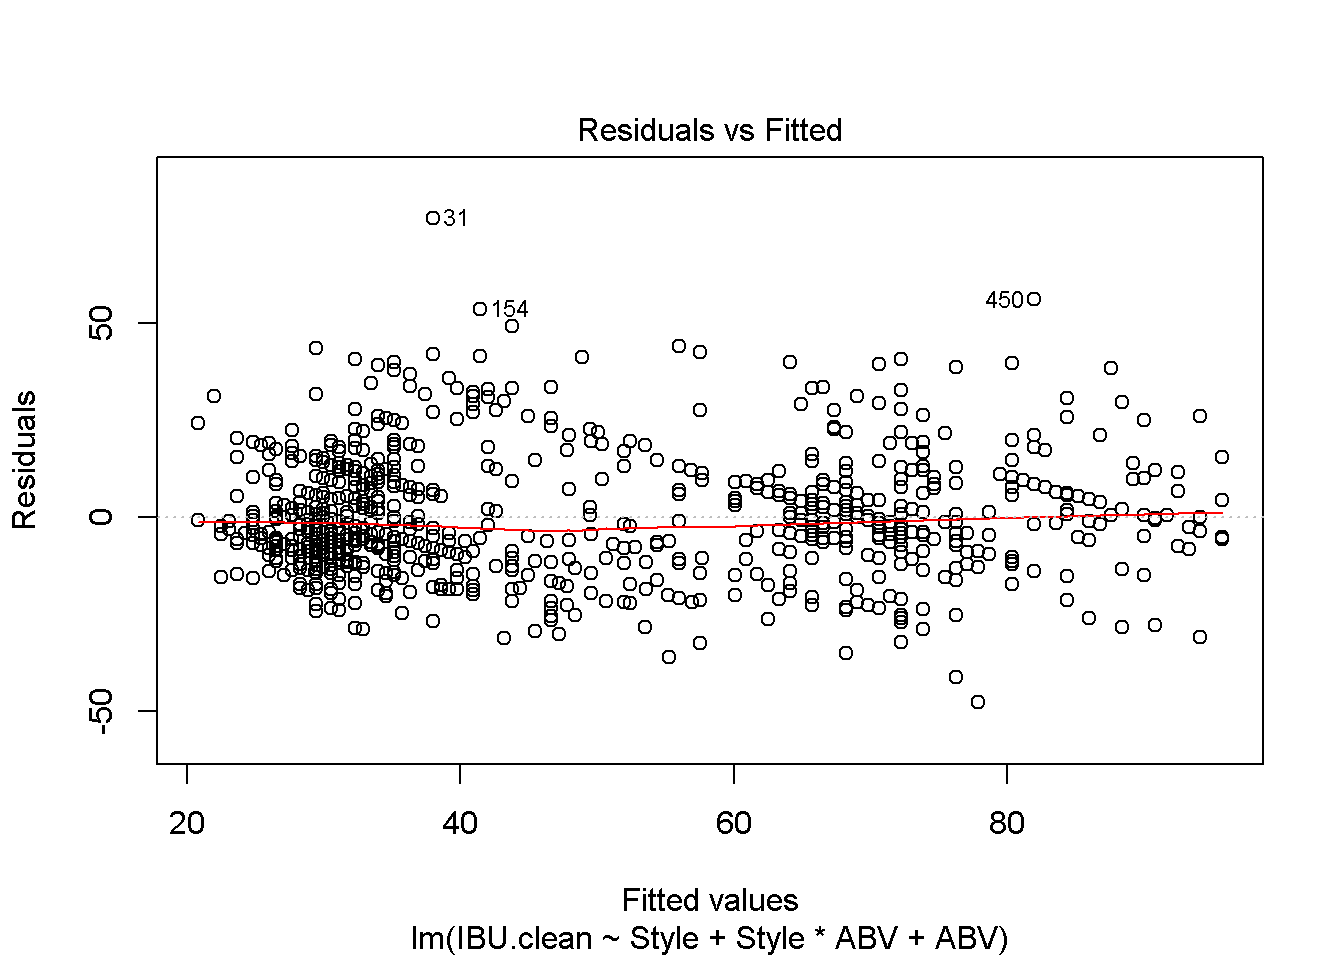 Residuals vs Fitted
31
154
450
50
0
-50
Residuals
20 40 60 80
Fitted values
lm(IBU.clean ~ Style + Style * ABV + ABV)